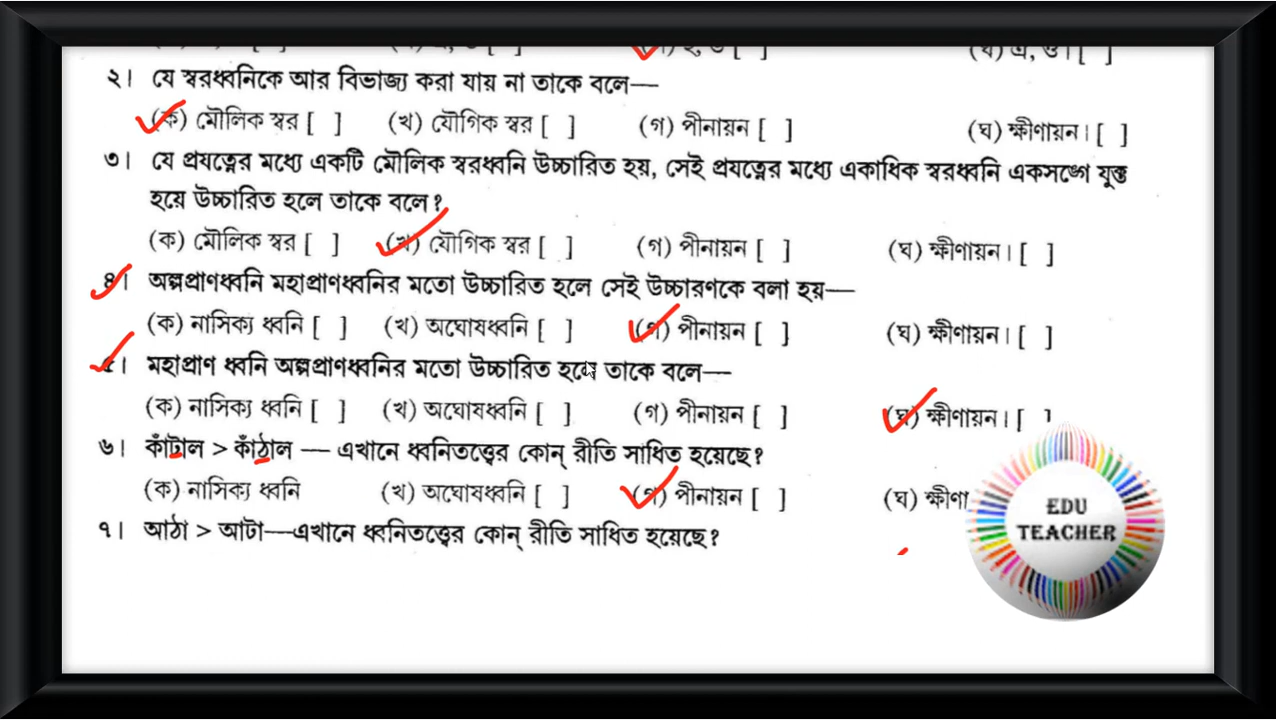 ২। যে স্বরধ্বনিকে আর বিভাজ্য করা যায় না তাকে বলে—
(ক) মৌলিক স্বর [ ] (খ) যৌগিক স্বর [ ] (গ) পীনায়ন [ ] (ঘ) ক্ষীণায়ন। [ ]
৩। যে প্রযত্নের মধ্যে একটি মৌলিক স্বরধ্বনি উচ্চারিত হয়, সেই প্রযত্নের মধ্যে একাধিক স্বরধ্বনি একসঙ্গে যুক্ত
হয়ে উচ্চারিত হলে তাকে বলে?
(ক) মৌলিক স্বর [ ] (খ) যৌগিক স্বর [ ] (গ) পীনায়ন [ ] (ঘ) ক্ষীণায়ন। [ ]
৪। অল্পপ্রাণধ্বনি মহাপ্রাণধ্বনির মতো উচ্চারিত হলে সেই উচ্চারণকে বলা হয়—
(ক) নাসিক্য ধ্বনি [ ] (খ) অঘোষধ্বনি [ ] (গ) পীনায়ন [ ] (ঘ) ক্ষীণায়ন। [ ]
৫। মহাপ্রাণ ধ্বনি অল্পপ্রাণধ্বনির মতো উচ্চারিত হলে তাকে বলে—
(ক) নাসিক্য ধ্বনি [ ] (খ) অঘোষধ্বনি [ ] (গ) পীনায়ন [ ] (ঘ) ক্ষীণায়ন। [ ]
৬। কাঁটাল > কাঁঠাল — এখানে ধ্বনিতত্ত্বের কোন্ রীতি সাধিত হয়েছে?
(ক) নাসিক্য ধ্বনি (খ) অঘোষধ্বনি [ ] (গ) পীনায়ন [ ] (ঘ) ক্ষীণা
৭। আঠা > আটা—এখানে ধ্বনিতত্ত্বের কোন্ রীতি সাধিত হয়েছে?
EDU
TEACHER